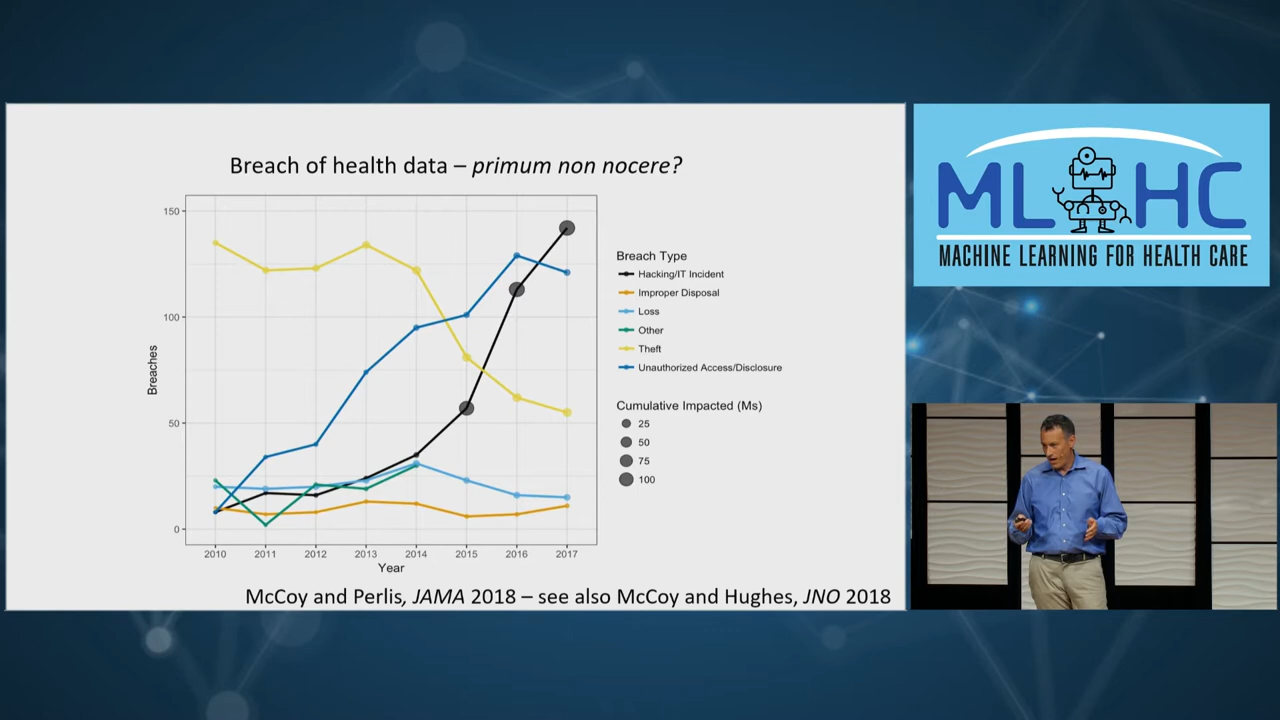 Breach of health data – primum non nocere?
150
100
50
0
Breaches
2010 2011 2012 2013 2014 2015 2016 2017
Year
Breach Type
Hacking/IT Incident
Improper Disposal
Loss
Other
Theft
Unauthorized Access/Disclosure
Cumulative Impacted (Ms)
25
50
75
100
McCoy and Perlis, JAMA 2018 – see also McCoy and Hughes, JNO 2018
ML HC
MACHINE LEARNING FOR HEALTH CARE